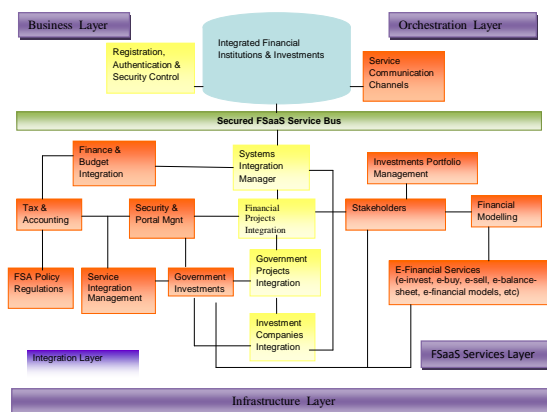 Business Layer
Orchestration Layer
Integrated Financial
Institutions & Investments
Registration,
Authentication &
Security Control
Service
Communication
Channels
Secured FSaaS Service Bus
Finance &
Budget
Integration
Systems
Integration
Manager
Investments Portfolio
Management
Tax &
Accounting
Security &
Portal Mgnt
Financial
Projects
Integration
Stakeholders
Financial
Modelling
FSA Policy
Regulations
Service
Integration
Management
Government
Investments
Government
Projects
Integration
E-Financial Services
(e-invest, e-buy, e-sell, e-balance-
sheet, e-financial models, etc)
Investment
Companies
Integration
Integration Layer
FSaaS Services Layer
Infrastructure Layer